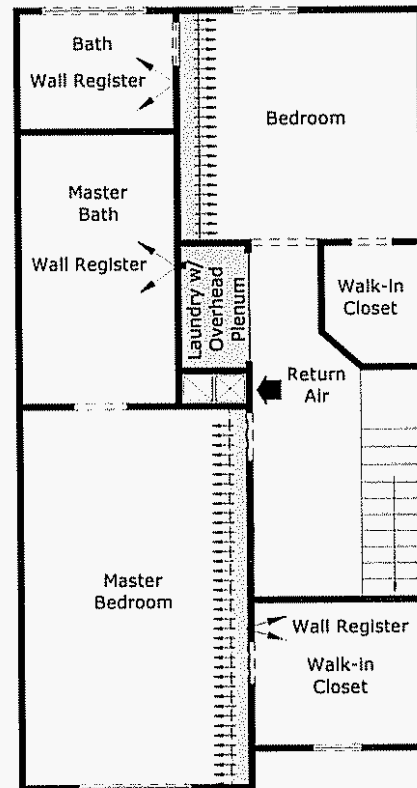 Bath
Wall Register
Bedroom
Master
Bath
Wall Register
Laundry w/
Overhead
Plenum
Walk-In
Closet
Return
Air
Master
Bedroom
Wall Register
Walk-In
Closet